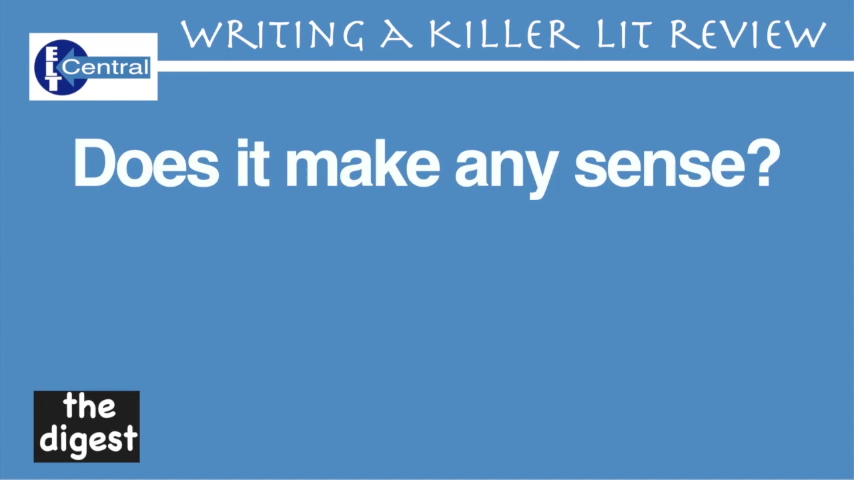 WRITING A KILLER LIT REVIEW
ELT Central
Does it make any sense?
the
digest